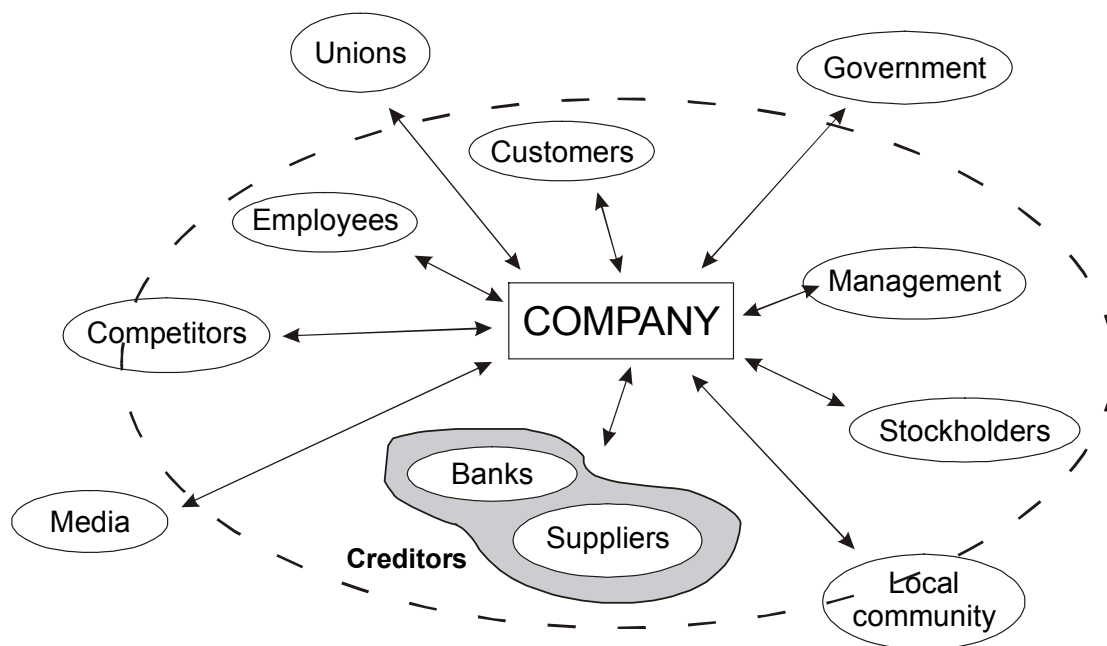 Unions
Government
Customers
Employees
Management
COMPANY
Competitors
Stockholders
Banks
Media
Suppliers
Creditors
Local
community